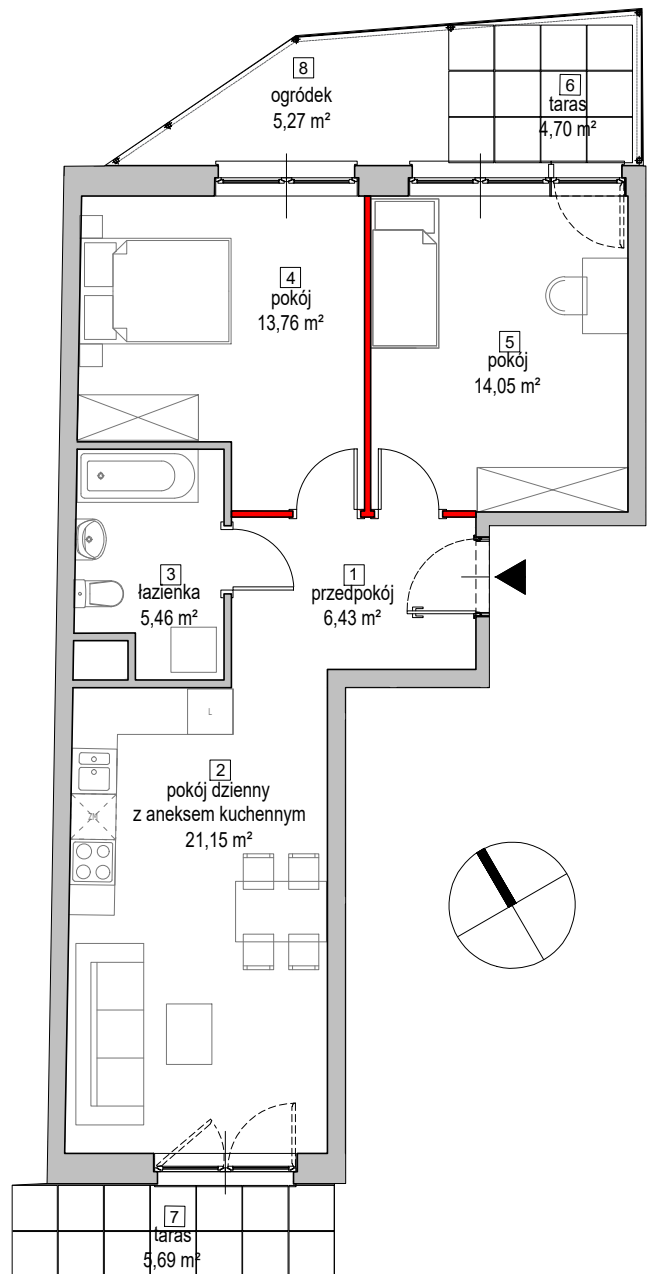 8
ogródek
5,27 m²
6
taras
4,70 m²
4
pokój
13,76 m²
5
pokój
14,05 m²
3
łazienka
5,46 m²
1
przedpokój
6,43 m²
L
2
pokój dzienny
z aneksem kuchennym
21,15 m²
ZM
7
taras
5,69 m²